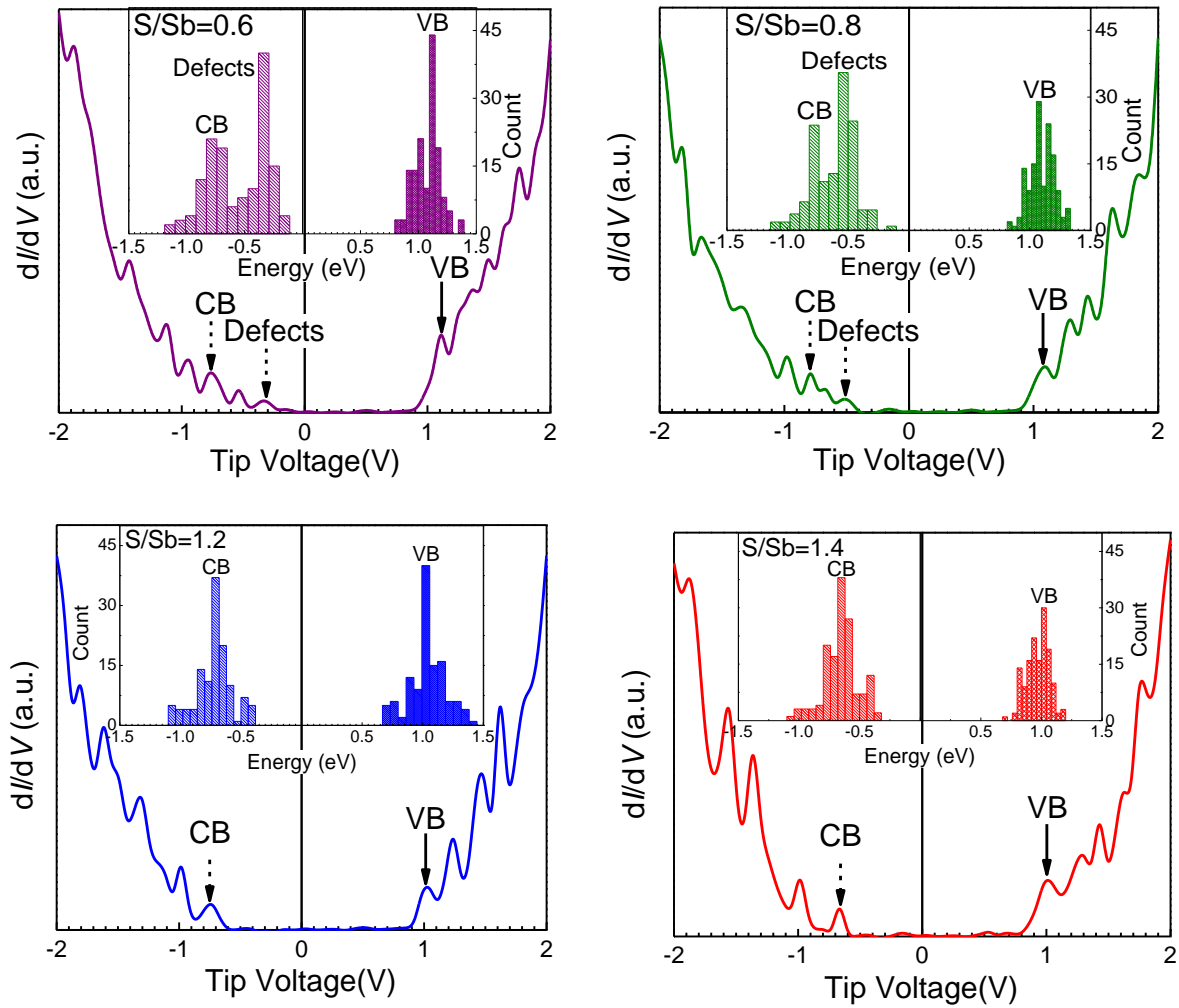 S/Sb=0.6
VB
45
Defects
CB
30
Count
15
0
-1.5 -1.0 -0.5 0.5 1.0 1.5
Energy (eV)
VB
CB
Defects
dI/dV (a.u.)
-2 -1 0 1 2
Tip Voltage(V)
S/Sb=0.8
45
Defects
VB
CB
30
Count
15
0
-1.5 -1.0 -0.5 0.5 1.0 1.5
Energy (eV)
CB
VB
Defects
dI/dV (a.u.)
-2 -1 0 1 2
Tip Voltage(V)
S/Sb=1.2
45
CB
VB
30
Count
15
0
-1.5 -1.0 -0.5 0.5 1.0 1.5
Energy (eV)
CB
VB
dI/dV (a.u.)
-2 -1 0 1 2
Tip Voltage(V)
S/Sb=1.4
45
CB
VB
30
Count
15
0
-1.5 -1.0 -0.5 0.5 1.0 1.5
Energy (eV)
CB
VB
dI/dV (a.u.)
-2 -1 0 1 2
Tip Voltage(V)